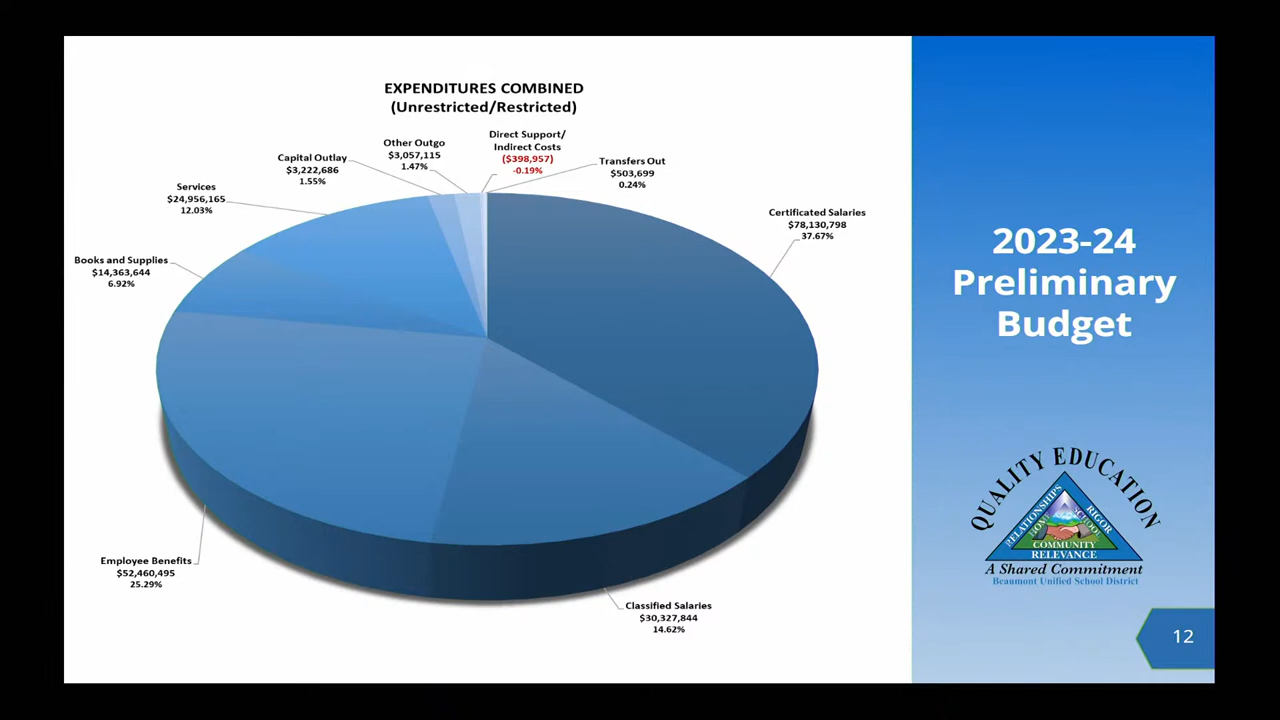 EXPENDITURES COMBINED
(Unrestricted/Restricted)
Direct Support/
Indirect Costs
($398,957)
-0.19%
Other Outgo
$3,057,115
1.47%
Capital Outlay
$3,222,686
1.55%
Transfers Out
$503,699
0.24%
Services
$24,956,165
12.03%
Certificated Salaries
$78,130,798
37.67%
Books and Supplies
$14,363,644
6.92%
Employee Benefits
$52,460,495
25.29%
Classified Salaries
$30,327,844
14.62%
2023-24
Preliminary
Budget
QUALITY EDUCATION
RELATIONSHIPS
RIGOR
HOME
SCHOOL
COMMUNITY
RELEVANCE
A Shared Commitment
Beaumont Unified School District
12